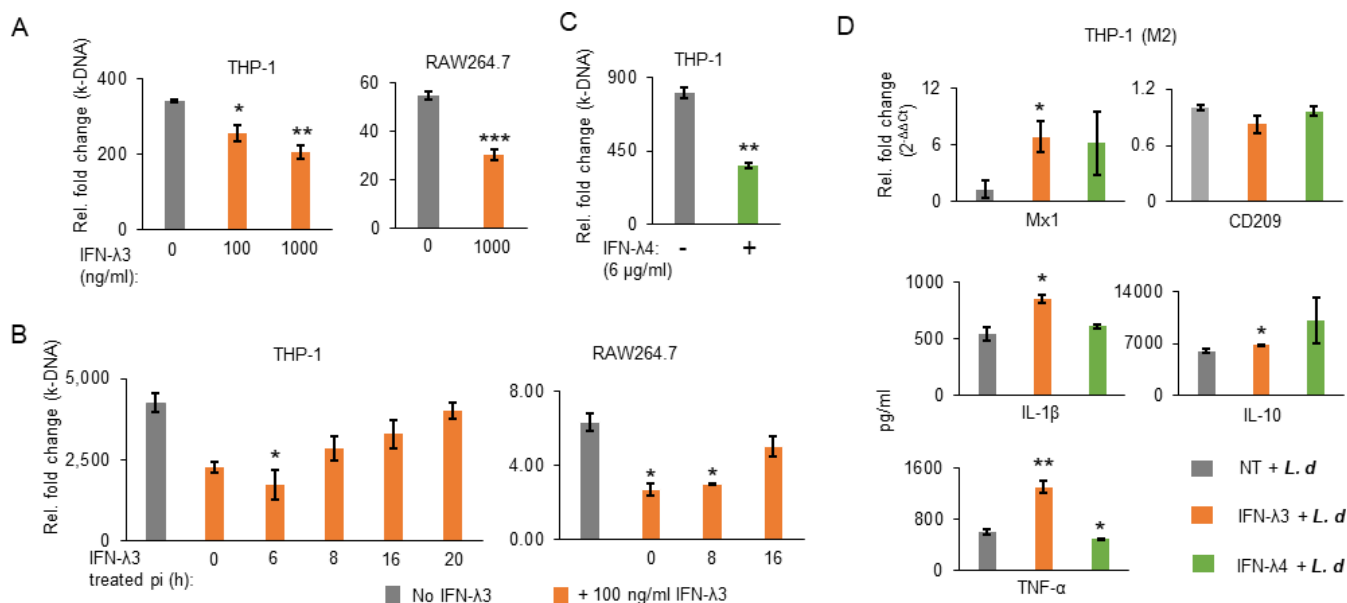 A
THP-1
RAW264.7
Rel. fold change (k-DNA)
400
200
0
*
**
60
40
20
0
***
IFN-λ3
(ng/ml):
0 100 1000
0 1000
C
THP-1
Rel. fold change (k-DNA)
900
450
0
**
IFN-λ4: - +
(6 µg/ml)
B
THP-1
RAW264.7
Rel. fold change (k-DNA)
5,000
2,500
0
*
8.00
4.00
0.00
* *
IFN-λ3
treated pi (h):
0 6 8 16 20
0 8 16
No IFN-λ3
+ 100 ng/ml IFN-λ3
D
THP-1 (M2)
Rel. fold change
(2-ΔΔCt)
12
6
0
*
Mx1
1.2
0.6
0
CD209
pg/ml
1000
500
0
*
IL-1β
14000
7000
0
*
IL-10
1600
800
0
**
*
TNF-α
NT + L. d
IFN-λ3 + L. d
IFN-λ4 + L. d